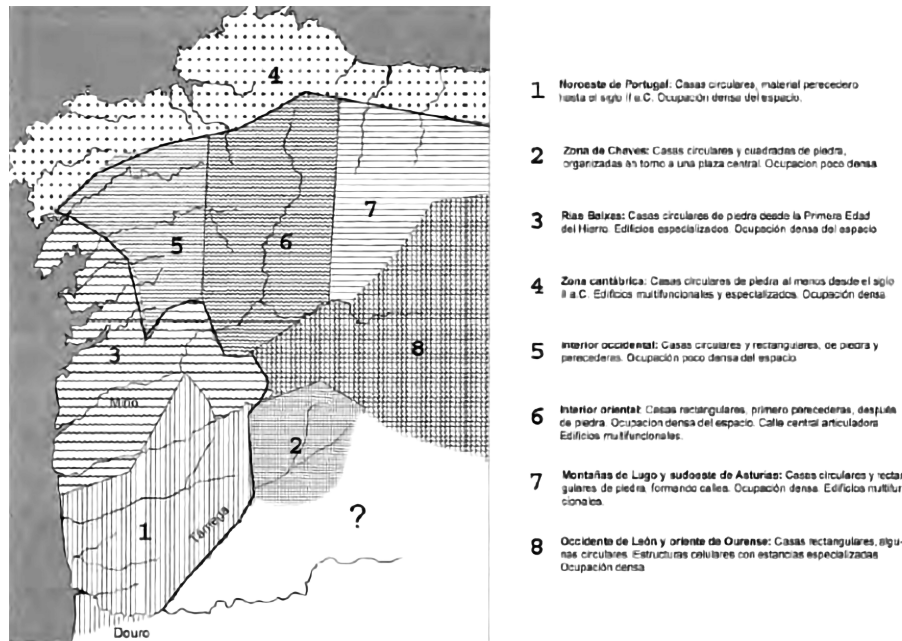 4
7
5
6
3
8
Miño
2
?
1
Támega
Douro
1 Noroeste de Portugal: Casas circulares, material perecedero
hasta el siglo II a.C. Ocupación densa del espacio.
2 Zona de Chaves: Casas circulares y cuadradas de piedra,
organizadas en torno a una plaza central. Ocupacion poco densa
3 Rias Baixas: Casas circulares de piedra desde la Primera Edad
del Hierro. Edificios especializados. Ocupación densa del espacio
4 Zona cantábrica: Casas circulares de piedra al menos desde el siglo
II a.C. Edificios multifuncionales y especializados. Ocupación densa
5 Interior occidental: Casas circulares y rectangulares, de piedra y
perecederas. Ocupación poco densa del espacio
6 Interior oriental: Casas rectangulares, primero perecederas, después
de piedra. Ocupación densa del espacio. Calle central articuladora
Edificios multifuncionales.
7 Montañas de Lugo y sudoeste de Asturias: Casas circulares y rectan-
gulares de piedra, formando calles. Ocupación densa. Edificios multifun-
cionales.
8 Occidente de León y oriente de Ourense: Casas rectangulares, algu-
nas circulares. Estructuras celulares con estancias especializadas
Ocupación densa